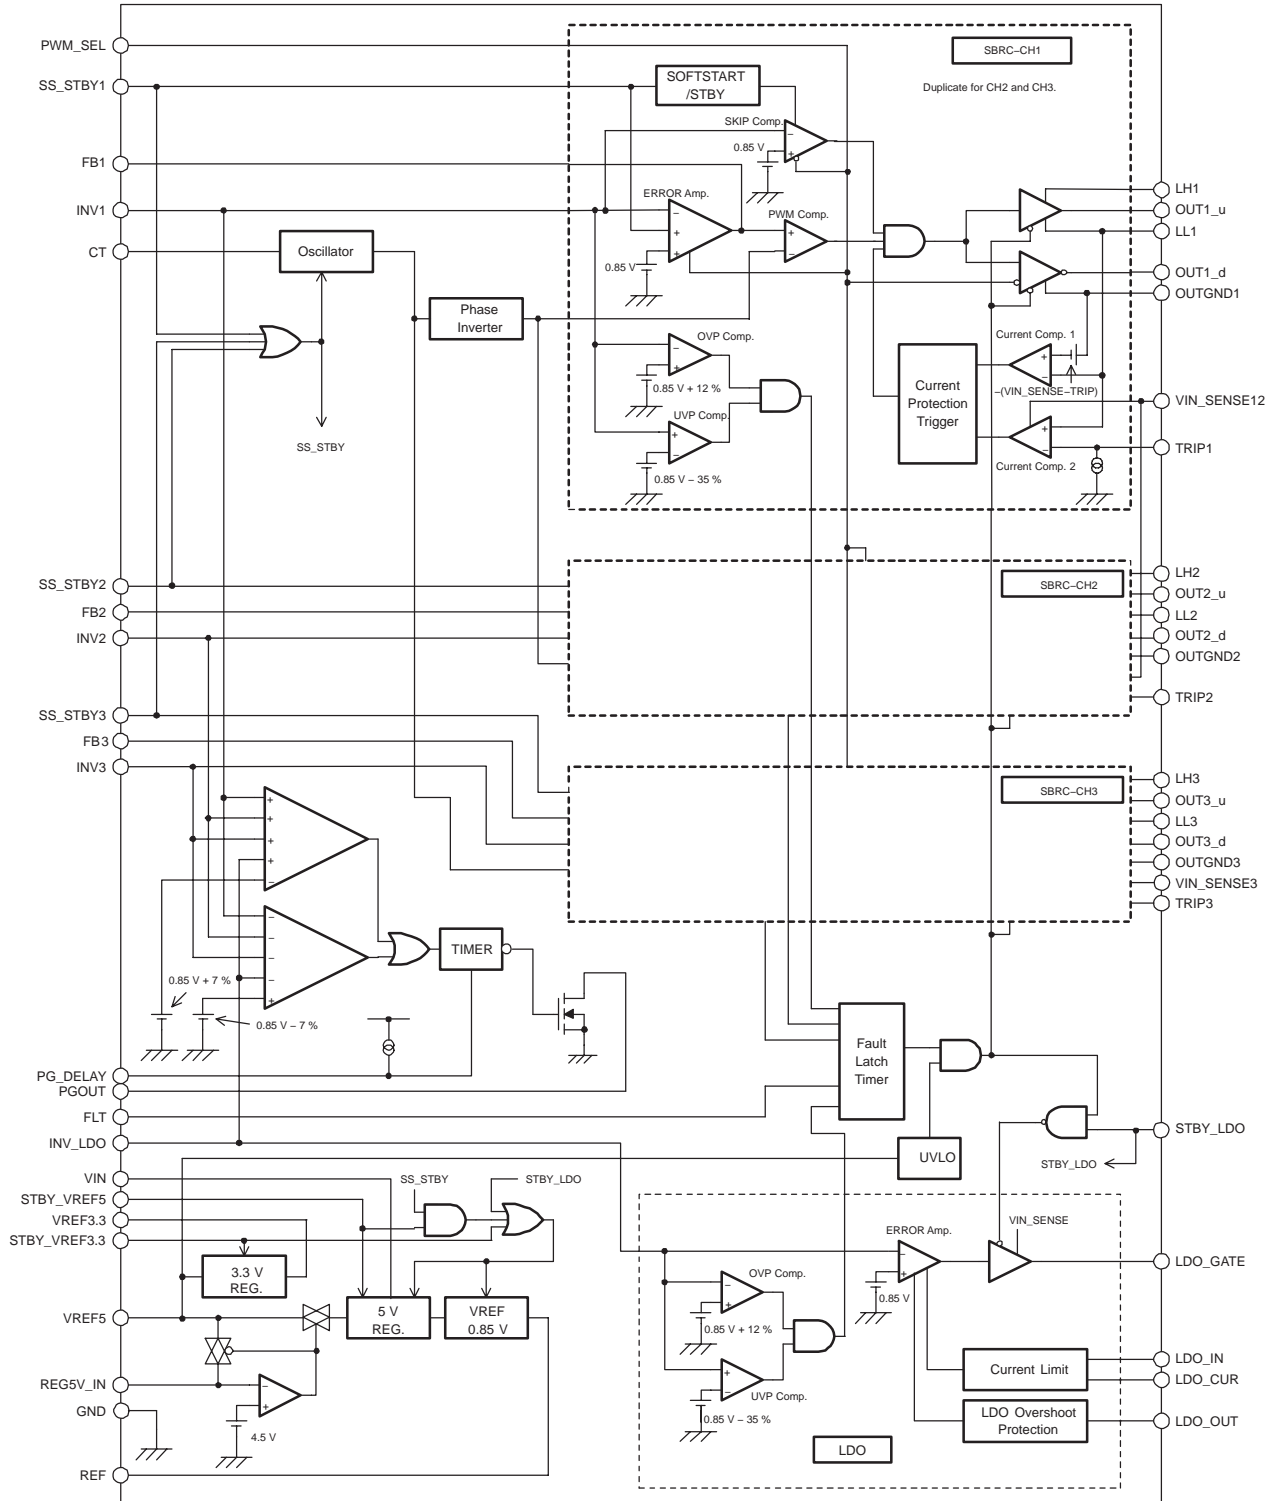 PWM_SEL
SS_STBY1
FB1
INV1
CT
SS_STBY2
FB2
INV2
SS_STBY3
FB3
INV3
PG_DELAY
PGOUT
FLT
INV_LDO
VIN
STBY_VREF5
VREF3.3
STBY_VREF3.3
VREF5
REG5V_IN
GND
REF
SBRC–CH1
Duplicate for CH2 and CH3.
SOFTSTART
/STBY
SKIP Comp.
−
+
0.85 V
ERROR Amp.
−
+
+
0.85 V
PWM Comp.
+
−
Oscillator
Phase
Inverter
SS_STBY
OVP Comp.
−
+
0.85 V + 12 %
UVP Comp.
+
−
0.85 V − 35 %
Current
Protection
Trigger
Current Comp. 1
+
−
−(VIN_SENSE−TRIP)
+
−
Current Comp. 2
LH1
OUT1_u
LL1
OUT1_d
OUTGND1
VIN_SENSE12
TRIP1
SBRC–CH2
LH2
OUT2_u
LL2
OUT2_d
OUTGND2
TRIP2
SBRC–CH3
LH3
OUT3_u
LL3
OUT3_d
OUTGND3
VIN_SENSE3
TRIP3
+
+
+
+
−
−
−
−
−
+
0.85 V + 7 %
0.85 V − 7 %
TIMER
Fault
Latch
Timer
UVLO
STBY_LDO
STBY_LDO
SS_STBY
STBY_LDO
3.3 V
REG.
5 V
REG.
VREF
0.85 V
−
+
4.5 V
ERROR Amp.
−
+
0.85 V
VIN_SENSE
OVP Comp.
−
+
0.85 V + 12 %
+
−
UVP Comp.
0.85 V − 35 %
Current Limit
LDO Overshoot
Protection
LDO
LDO_GATE
LDO_IN
LDO_CUR
LDO_OUT